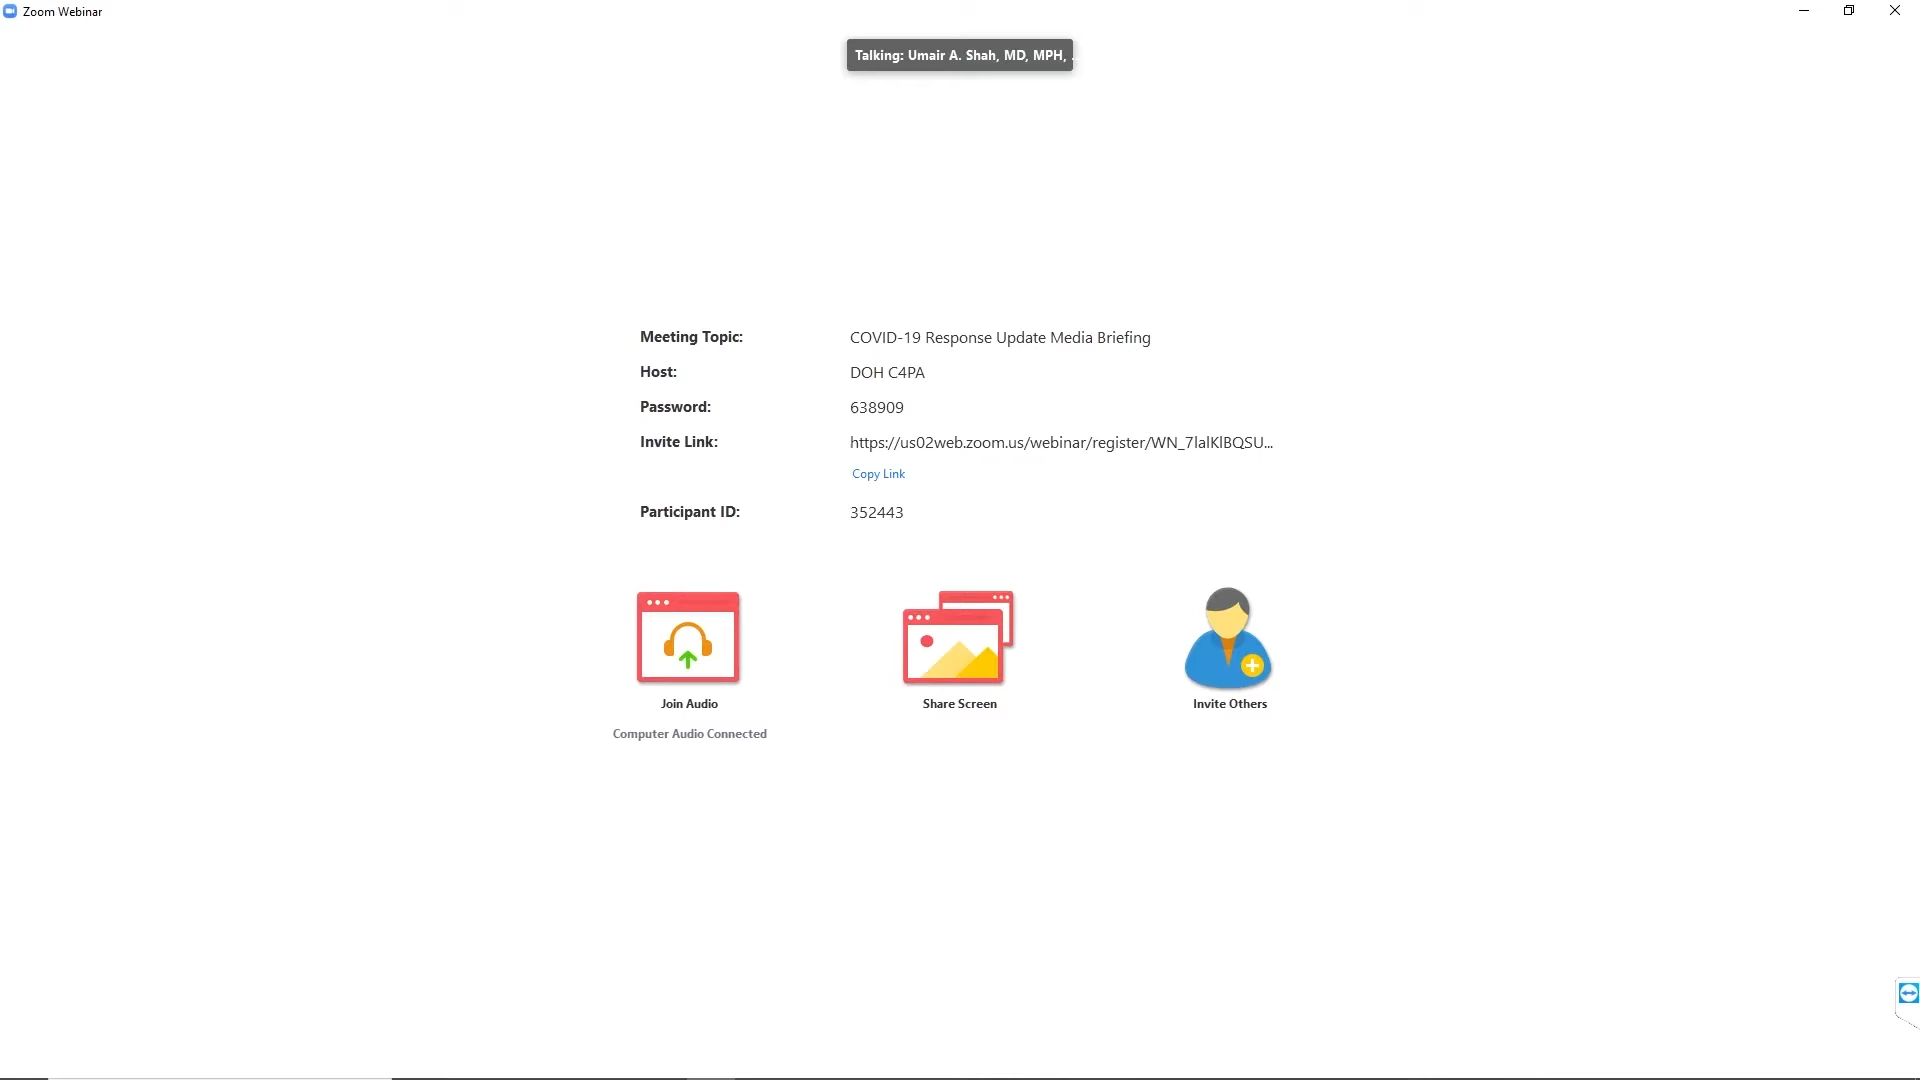 Zoom Webinar
Talking: Umair A. Shah, MD, MPH,
Meeting Topic: COVID-19 Response Update Media Briefing
Host: DOH C4PA
Password: 638909
Invite Link: https://us02web.zoom.us/webinar/register/WN_7lalKlBQSU...
Copy Link
Participant ID: 352443
Join Audio Share Screen Invite Others
Computer Audio Connected